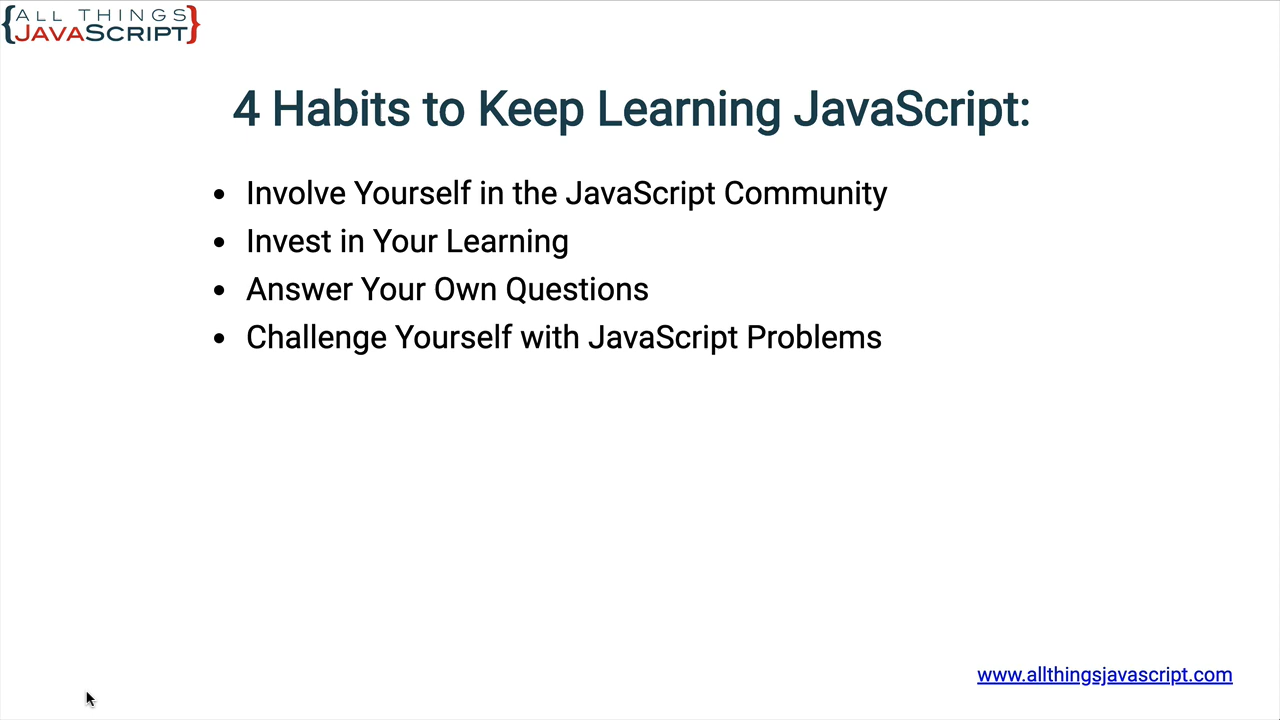 {ALL THINGS
JAVASCRIPT}
4 Habits to Keep Learning JavaScript:
• Involve Yourself in the JavaScript Community
• Invest in Your Learning
• Answer Your Own Questions
• Challenge Yourself with JavaScript Problems
www.allthingsjavascript.com